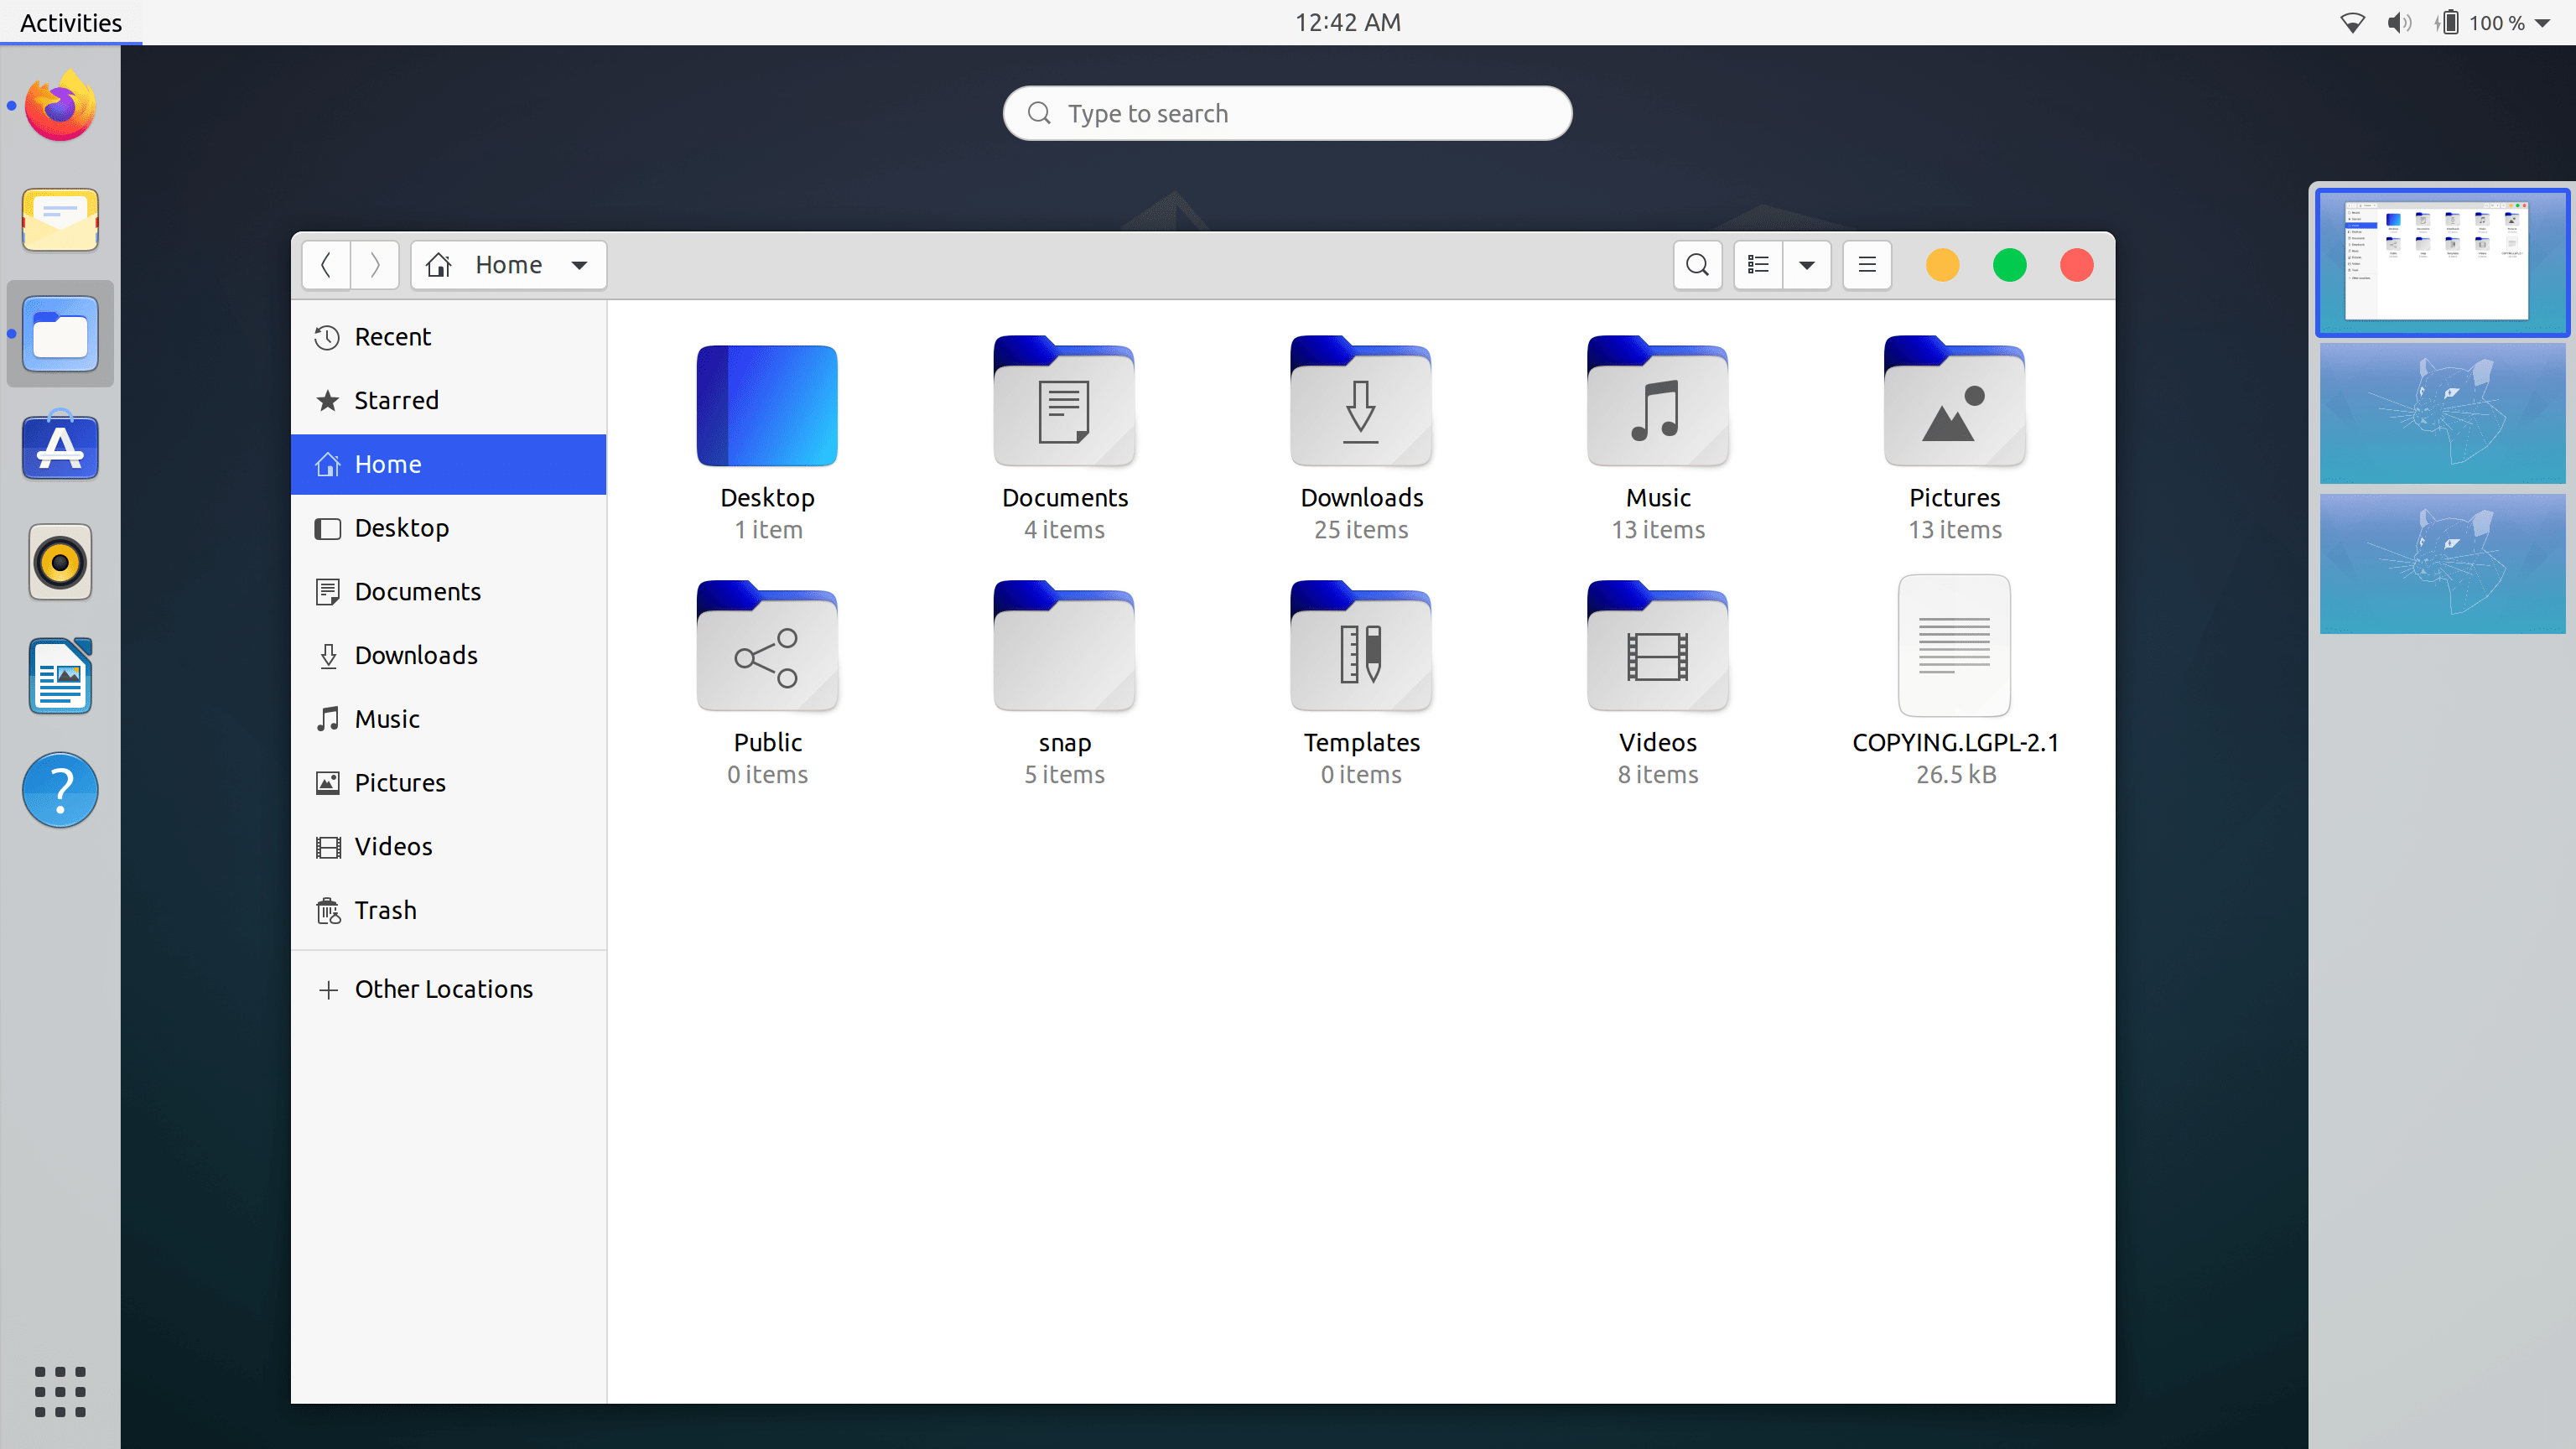 Activities
12:42 AM
100 %
Type to search
Home
Recent
Starred
Home
Desktop
Documents
Downloads
Music
Pictures
Videos
Trash
Other Locations
Desktop
1 item
Documents
4 items
Downloads
25 items
Music
13 items
Pictures
13 items
Public
0 items
snap
5 items
Templates
0 items
Videos
8 items
COPYING.LGPL-2.1
26.5 kB